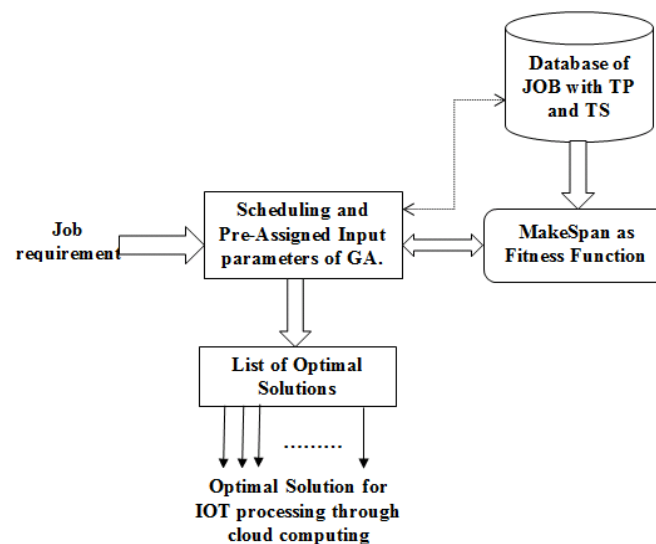 Database of
JOB with TP
and TS
Job
requirement
Scheduling and
Pre-Assigned Input
parameters of GA.
MakeSpan as
Fitness Function
List of Optimal
Solutions
.........
Optimal Solution for
IOT processing through
cloud computing